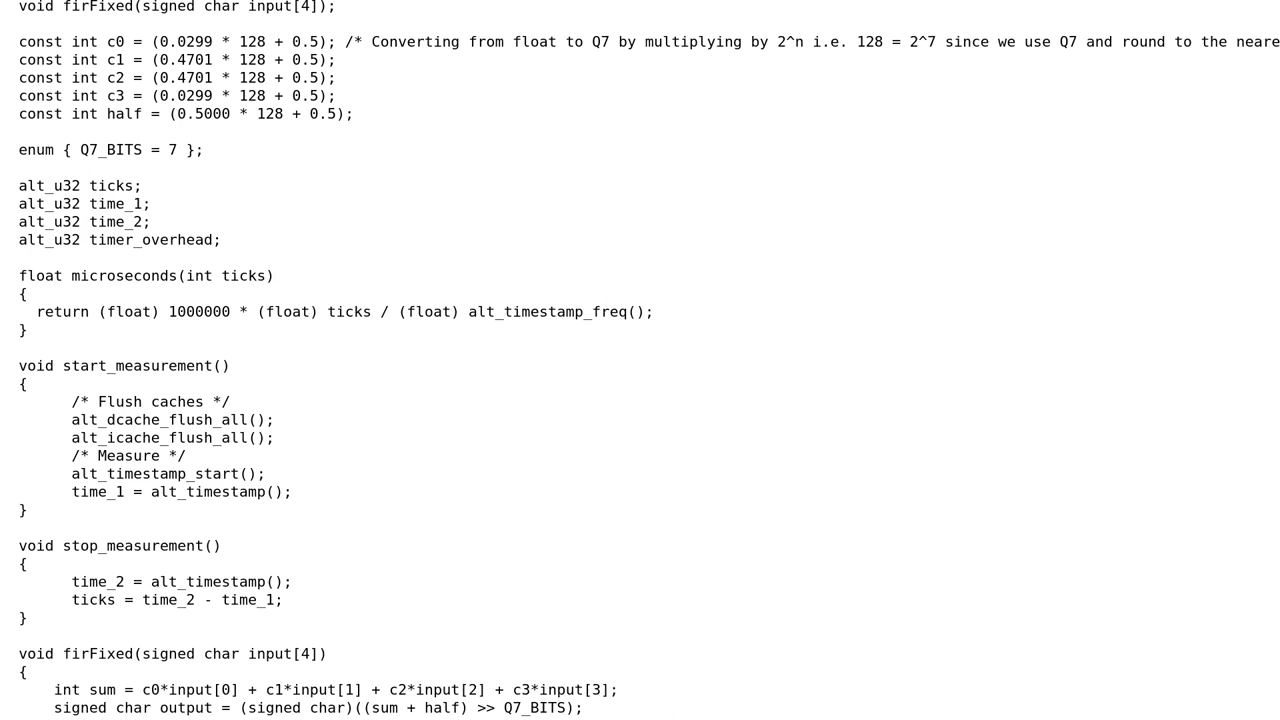 void firFixed(signed char input[4]);
const int c0 = (0.0299 * 128 + 0.5); /* Converting from float to Q7 by multiplying by 2^n i.e. 128 = 2^7 since we use Q7 and round to the neare
const int c1 = (0.4701 * 128 + 0.5);
const int c2 = (0.4701 * 128 + 0.5);
const int c3 = (0.0299 * 128 + 0.5);
const int half = (0.5000 * 128 + 0.5);
enum { Q7_BITS = 7 };
alt_u32 ticks;
alt_u32 time_1;
alt_u32 time_2;
alt_u32 timer_overhead;
float microseconds(int ticks)
{
return (float) 1000000 * (float) ticks / (float) alt_timestamp_freq();
}
void start_measurement()
{
/* Flush caches */
alt_dcache_flush_all();
alt_icache_flush_all();
/* Measure */
alt_timestamp_start();
time_1 = alt_timestamp();
}
void stop_measurement()
{
time_2 = alt_timestamp();
ticks = time_2 - time_1;
}
void firFixed(signed char input[4])
{
int sum = c0*input[0] + c1*input[1] + c2*input[2] + c3*input[3];
signed char output = (signed char)((sum + half) >> Q7_BITS);